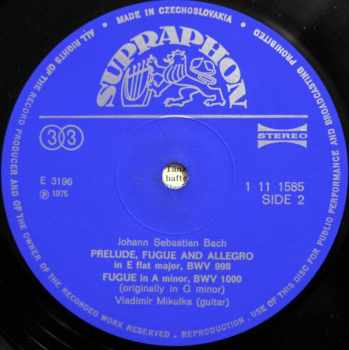 MADE IN CZECHOSLOVAKIA
ALL RIGHTS OF THE RECORD PRODUCER AND OF THE OWNER OF THE RECORDED WORK RESERVED . REPRODUCTION . USE OF THIS DISC FOR PUBLIC PERFORMANCE AND BROADCASTING PROHIBITED
SUPRAPHON
33
STEREO
E 3196
℗ 1975
1 11 1585
SIDE 2
Johann Sebastian Bach
PRELUDE, FUGUE AND ALLEGRO
in E flat major, BWV 998
FUGUE in A minor, BWV 1000
(originally in G minor)
Vladimír Mikulka (guitar)